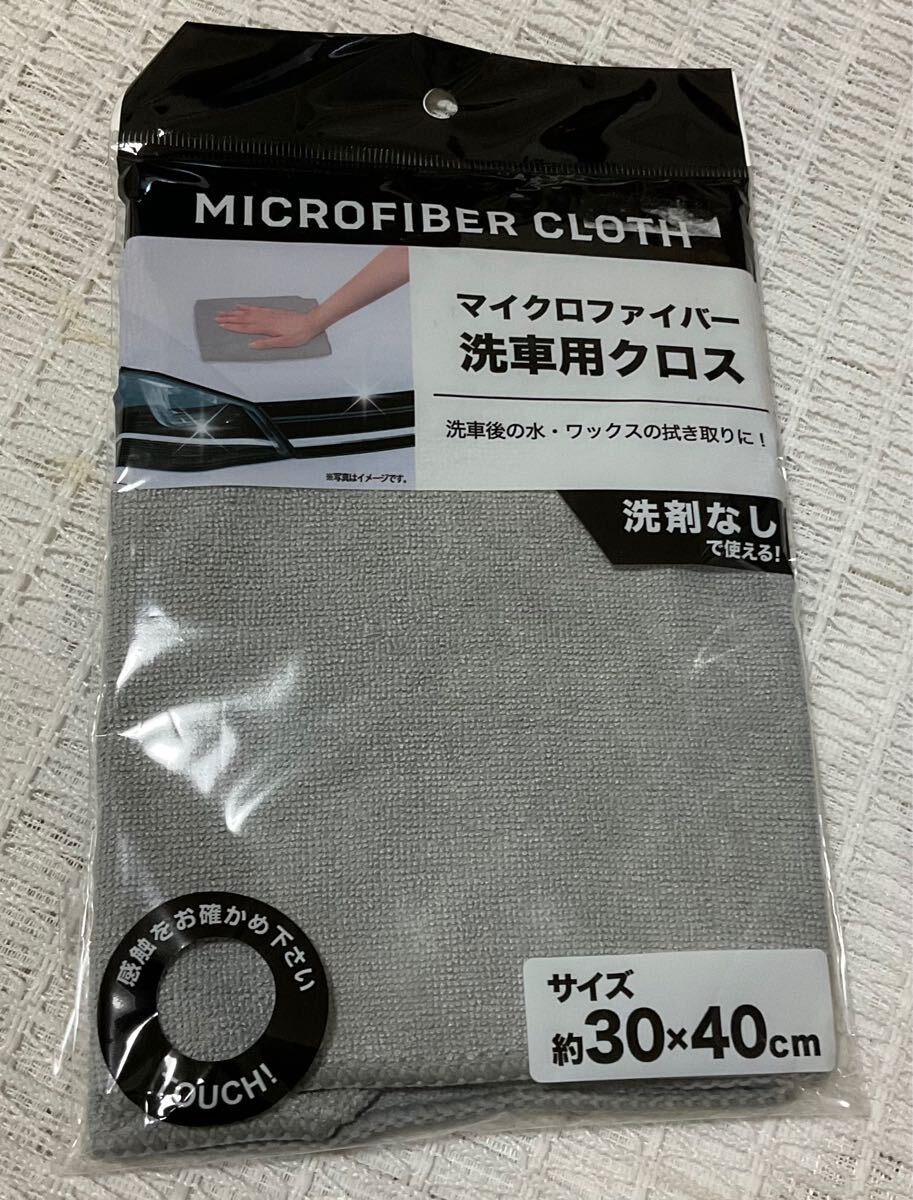 MICROFIBER CLOTH
マイクロファイバー
洗車用クロス
洗車後の水・ワックスの拭き取りに！
※写真はイメージです。
洗剤なし
で使える！
感触をお確かめ下さい
TOUCH!
サイズ
約30×40cm